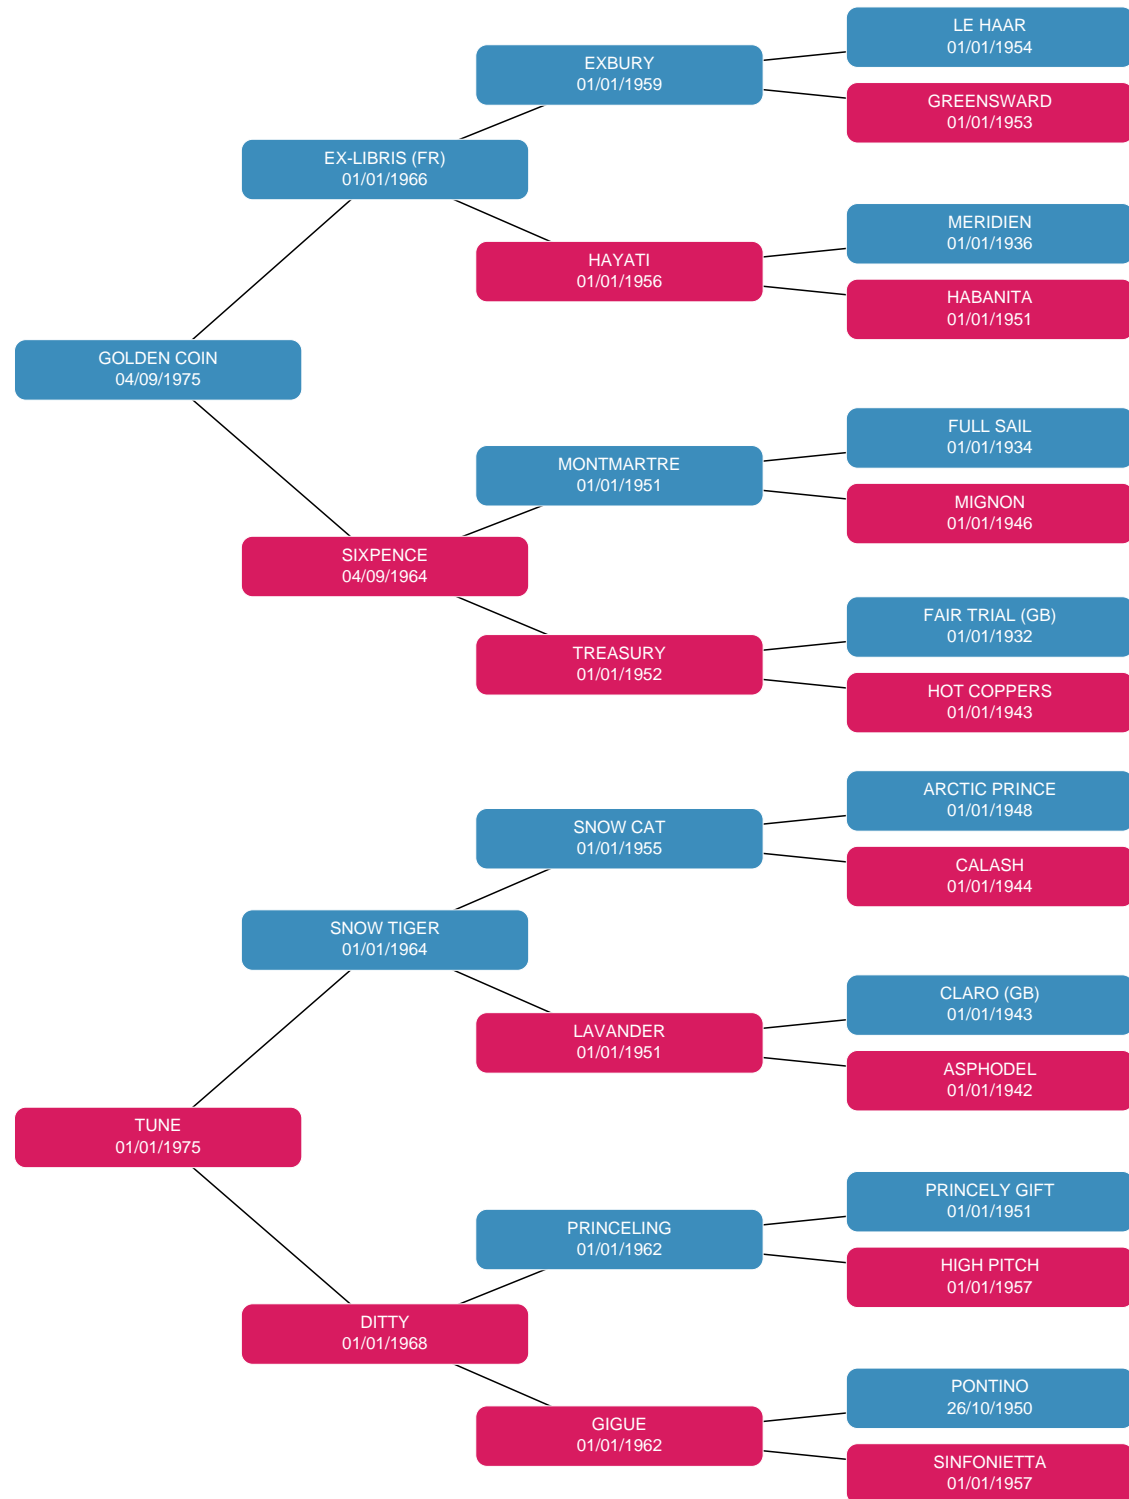 LE HAAR
01/01/1954
EXBURY
01/01/1959
GREENSWARD
01/01/1953
EX-LIBRIS (FR)
01/01/1966
MERIDIEN
01/01/1936
HAYATI
01/01/1956
HABANITA
01/01/1951
GOLDEN COIN
04/09/1975
FULL SAIL
01/01/1934
MONTMARTRE
01/01/1951
MIGNON
01/01/1946
SIXPENCE
04/09/1964
FAIR TRIAL (GB)
01/01/1932
TREASURY
01/01/1952
HOT COPPERS
01/01/1943
ARCTIC PRINCE
01/01/1948
SNOW CAT
01/01/1955
CALASH
01/01/1944
SNOW TIGER
01/01/1964
CLARO (GB)
01/01/1943
LAVANDER
01/01/1951
ASPHODEL
01/01/1942
TUNE
01/01/1975
PRINCELY GIFT
01/01/1951
PRINCELING
01/01/1962
HIGH PITCH
01/01/1957
DITTY
01/01/1968
PONTINO
26/10/1950
GIGUE
01/01/1962
SINFONIETTA
01/01/1957